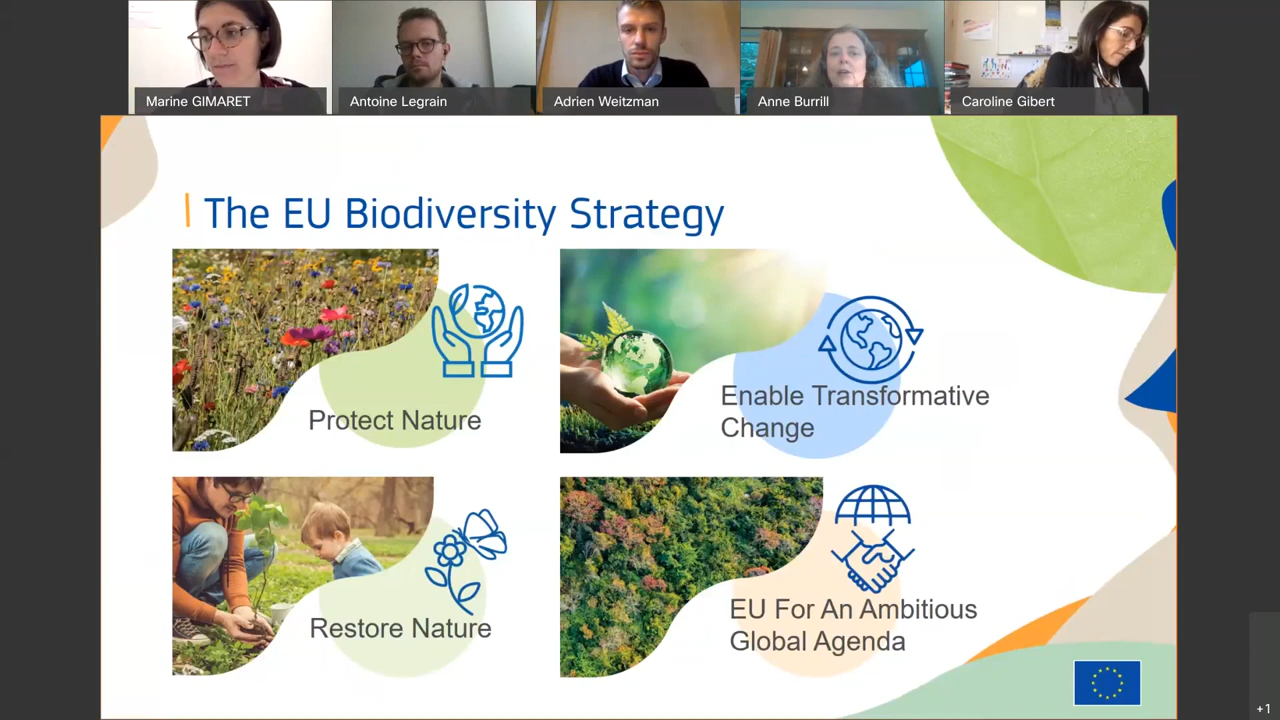 Marine GIMARET
Antoine Legrain
Adrien Weitzman
Anne Burrill
Caroline Gibert
The EU Biodiversity Strategy
Protect Nature
Enable Transformative
Change
Restore Nature
EU For An Ambitious
Global Agenda
+1